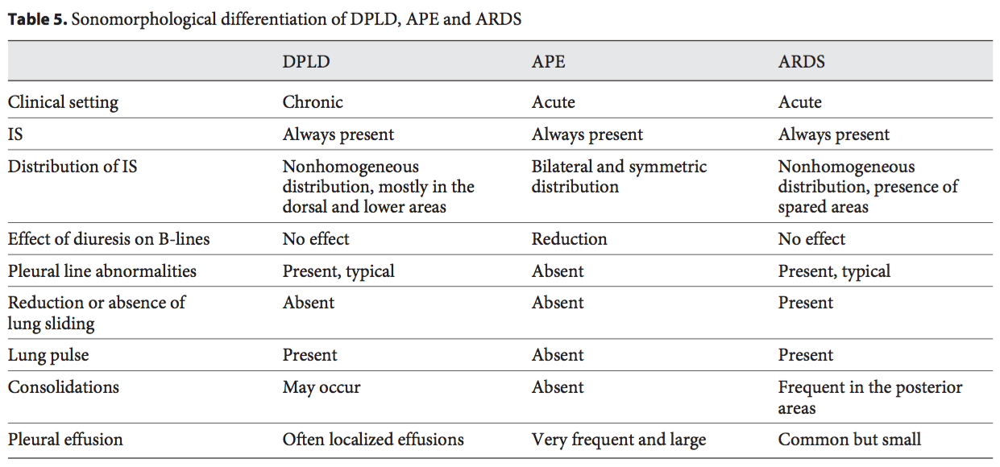 Table 5. Sonomorphological differentiation of DPLD, APE and ARDS
DPLD APE ARDS
Clinical setting Chronic Acute Acute
IS Always present Always present Always present
Distribution of IS Nonhomogeneous Bilateral and symmetric Nonhomogeneous
distribution, mostly in the distribution distribution, presence of
dorsal and lower areas spared areas
Effect of diuresis on B-lines No effect Reduction No effect
Pleural line abnormalities Present, typical Absent Present, typical
Reduction or absence of Absent Absent Present
lung sliding
Lung pulse Present Absent Present
Consolidations May occur Absent Frequent in the posterior
areas
Pleural effusion Often localized effusions Very frequent and large Common but small